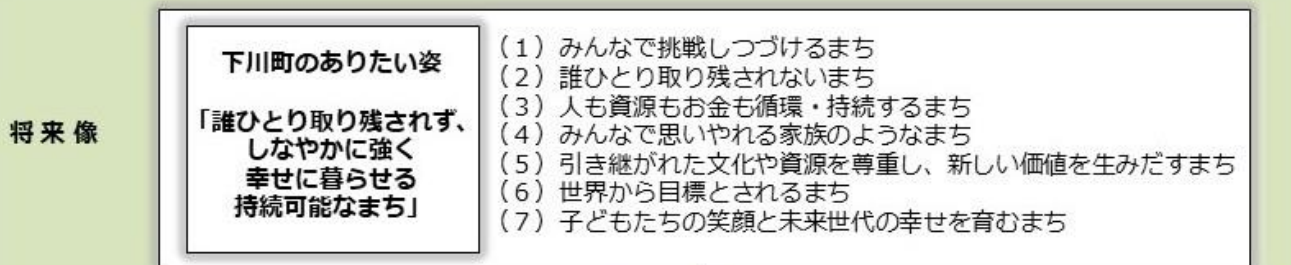 将来像
下川町のありたい姿
「誰ひとり取り残されず、
しなやかに強く
幸せに暮らせる
持続可能なまち」
（1）みんなで挑戦しつづけるまち
（2）誰ひとり取り残されないまち
（3）人も資源もお金も循環・持続するまち
（4）みんなで思いやれる家族のようなまち
（5）引き継がれた文化や資源を尊重し、新しい価値を生みだすまち
（6）世界から目標とされるまち
（7）子どもたちの笑顔と未来世代の幸せを育むまち